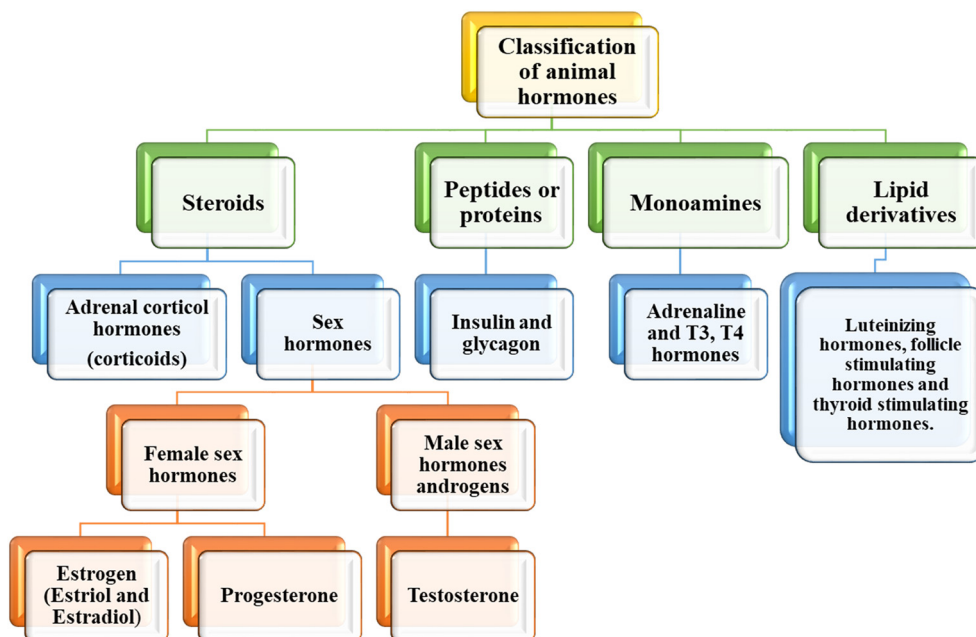 Classification
of animal
hormones
Steroids
Peptides or
proteins
Monoamines
Lipid
derivatives
Adrenal corticol
hormones
(corticoids)
Sex
hormones
Insulin and
glycagon
Adrenaline
and T3, T4
hormones
Luteinizing
hormones, follicle
stimulating
hormones and
thyroid stimulating
hormones.
Female sex
hormones
Male sex
hormones
androgens
Estrogen
(Estriol and
Estradiol)
Progesterone
Testosterone